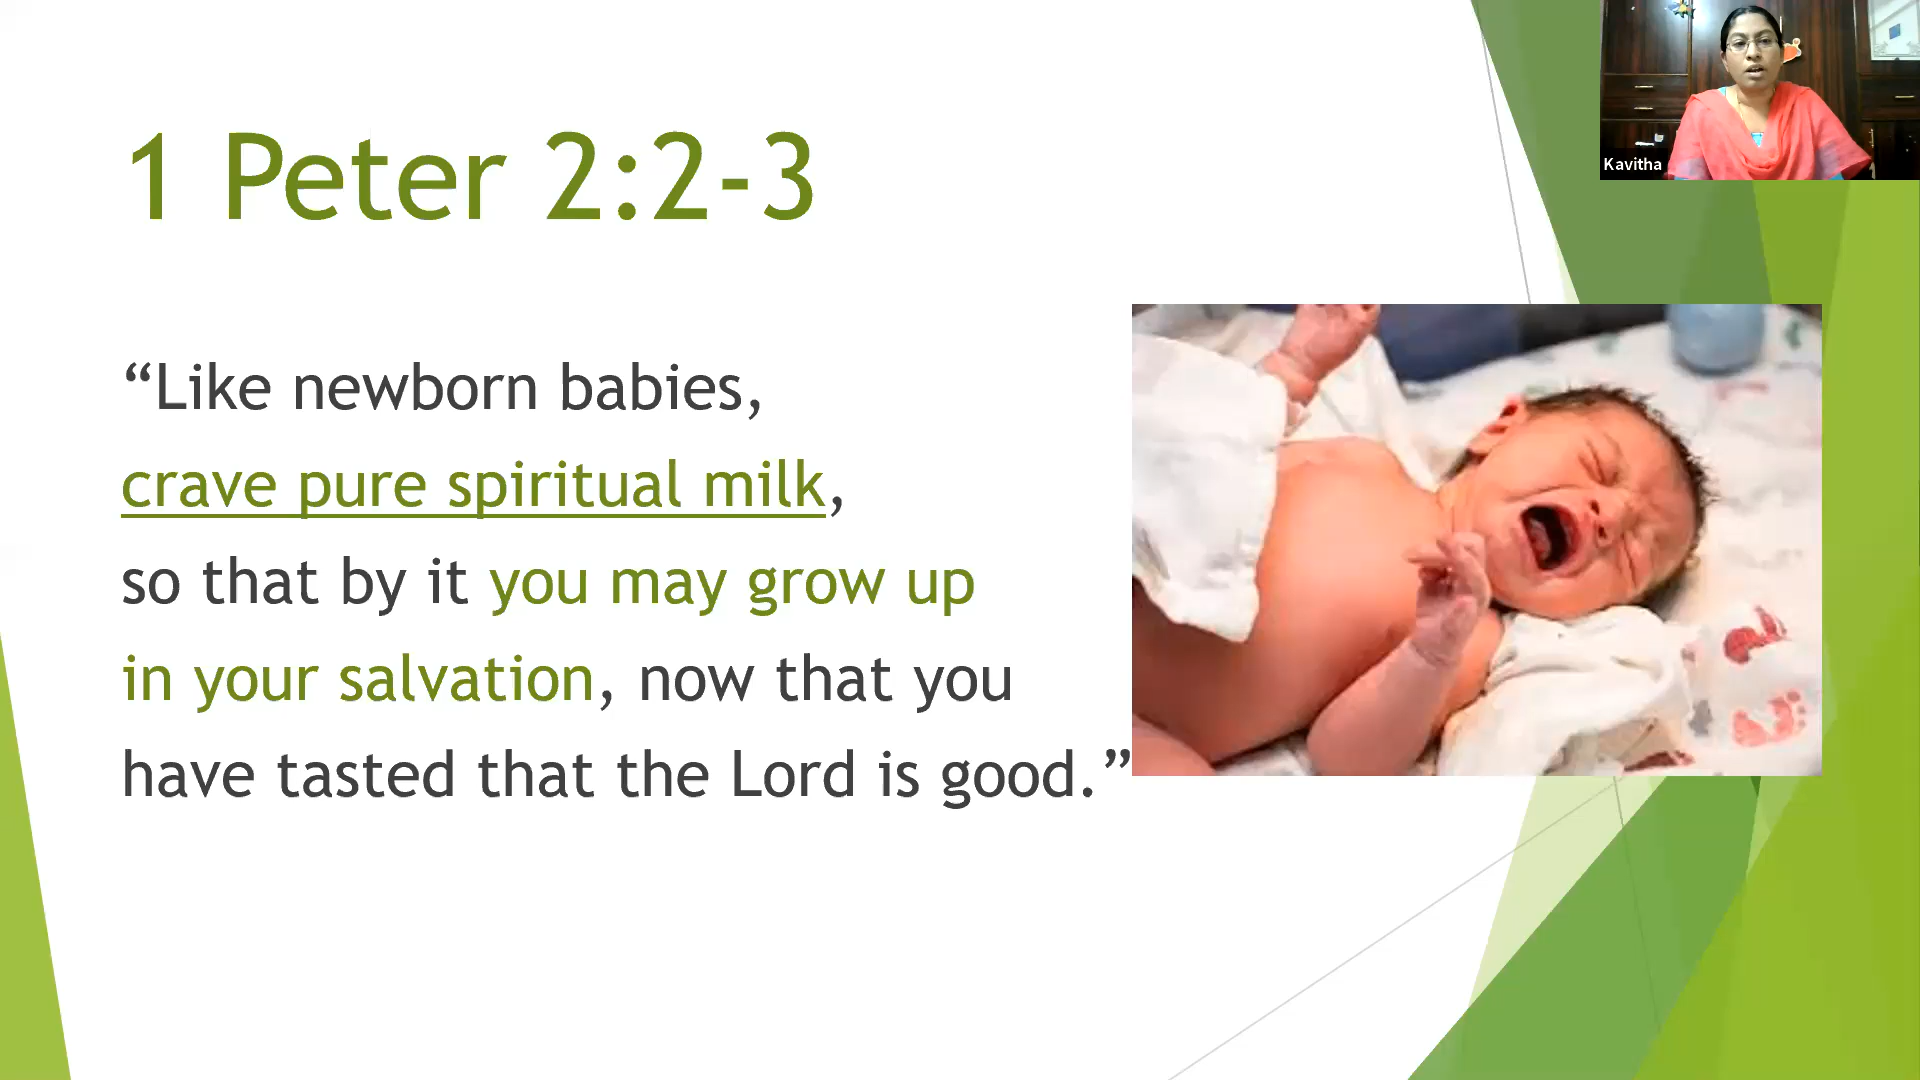 1 Peter 2:2-3
Kavitha
“Like newborn babies,
crave pure spiritual milk,
so that by it you may grow up
in your salvation, now that you
have tasted that the Lord is good.”